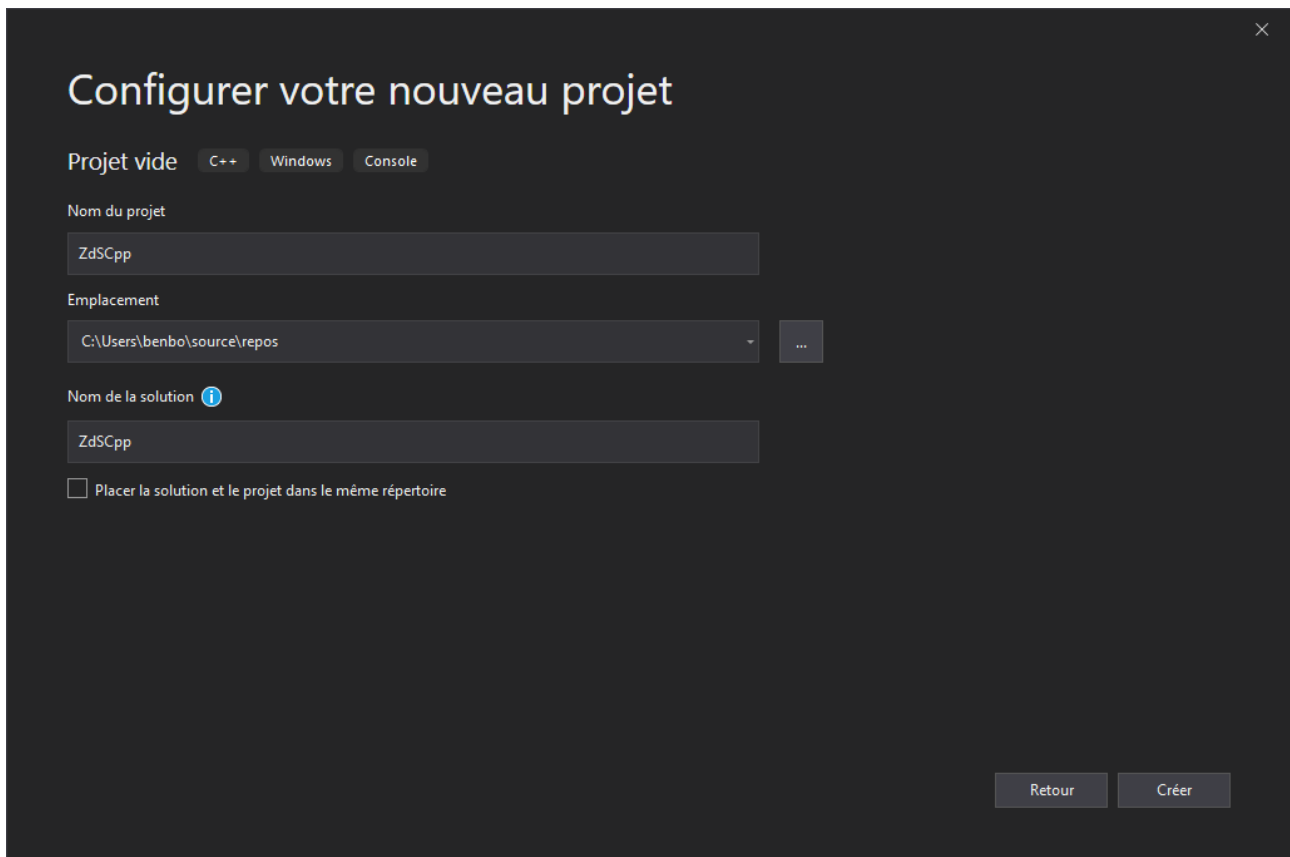 Configurer votre nouveau projet
Projet vide C++ Windows Console
Nom du projet
ZdSCpp
Emplacement
C:\Users\benbo\source\repos
...
Nom de la solution
ZdSCpp
Placer la solution et le projet dans le même répertoire
Retour Créer